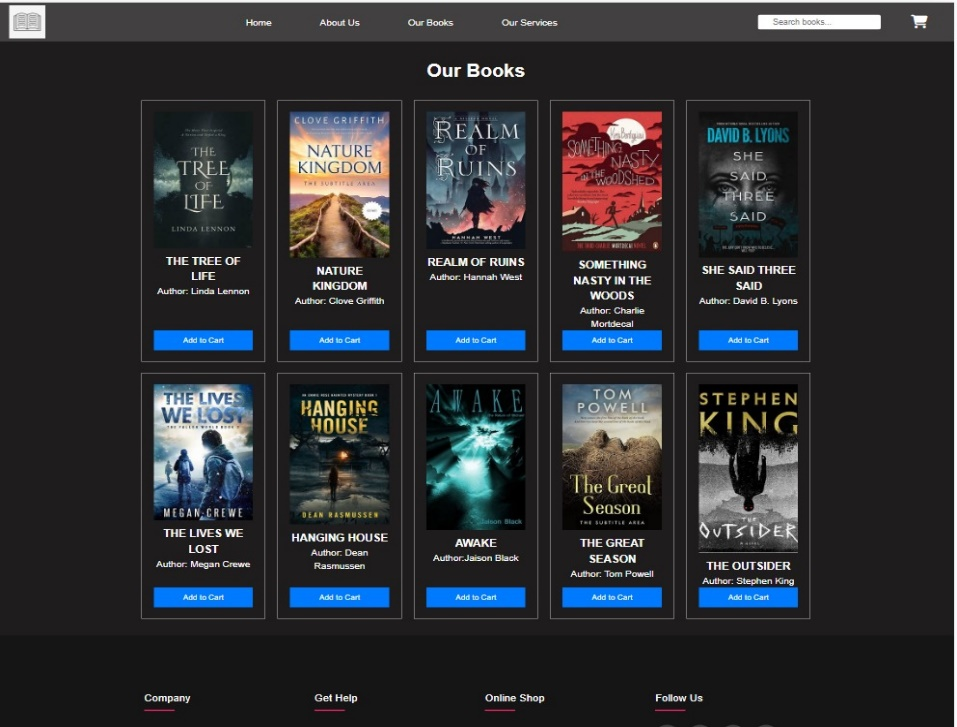 Home
About Us
Our Books
Our Services
Search books...
Our Books
THE
TREE
OF
LIFE
LINDA LENNON
THE TREE OF
LIFE
Author: Linda Lennon
Add to Cart
CLOVE GRIFFITH
NATURE
KINGDOM
THE SUBTITLE AREA
NATURE
KINGDOM
Author: Clove Griffith
Add to Cart
REALM
OF
RUINS
HANNAH WEST
REALM OF RUINS
Author: Hannah West
Add to Cart
SOMETHING
NASTY
IN THE
WOODSHED
SOMETHING
NASTY IN THE
WOODS
Author: Charlie
Mortdecal
Add to Cart
DAVID B. LYONS
SHE
SAID
THREE
SAID
SHE SAID THREE
SAID
Author: David B. Lyons
Add to Cart
THE LIVES
WE LOST
MEGAN CREWE
THE LIVES WE
LOST
Author: Megan Crewe
Add to Cart
HANGING
HOUSE
DEAN RASMUSSEN
HANGING HOUSE
Author: Dean
Rasmussen
Add to Cart
AWAKE
Jaison Black
AWAKE
Author:Jaison Black
Add to Cart
TOM
POWELL
The Great
Season
THE SUBTITLE AREA
THE GREAT
SEASON
Author: Tom Powell
Add to Cart
STEPHEN
KING
THE
OUTSIDER
THE OUTSIDER
Author: Stephen King
Add to Cart
Company
Get Help
Online Shop
Follow Us